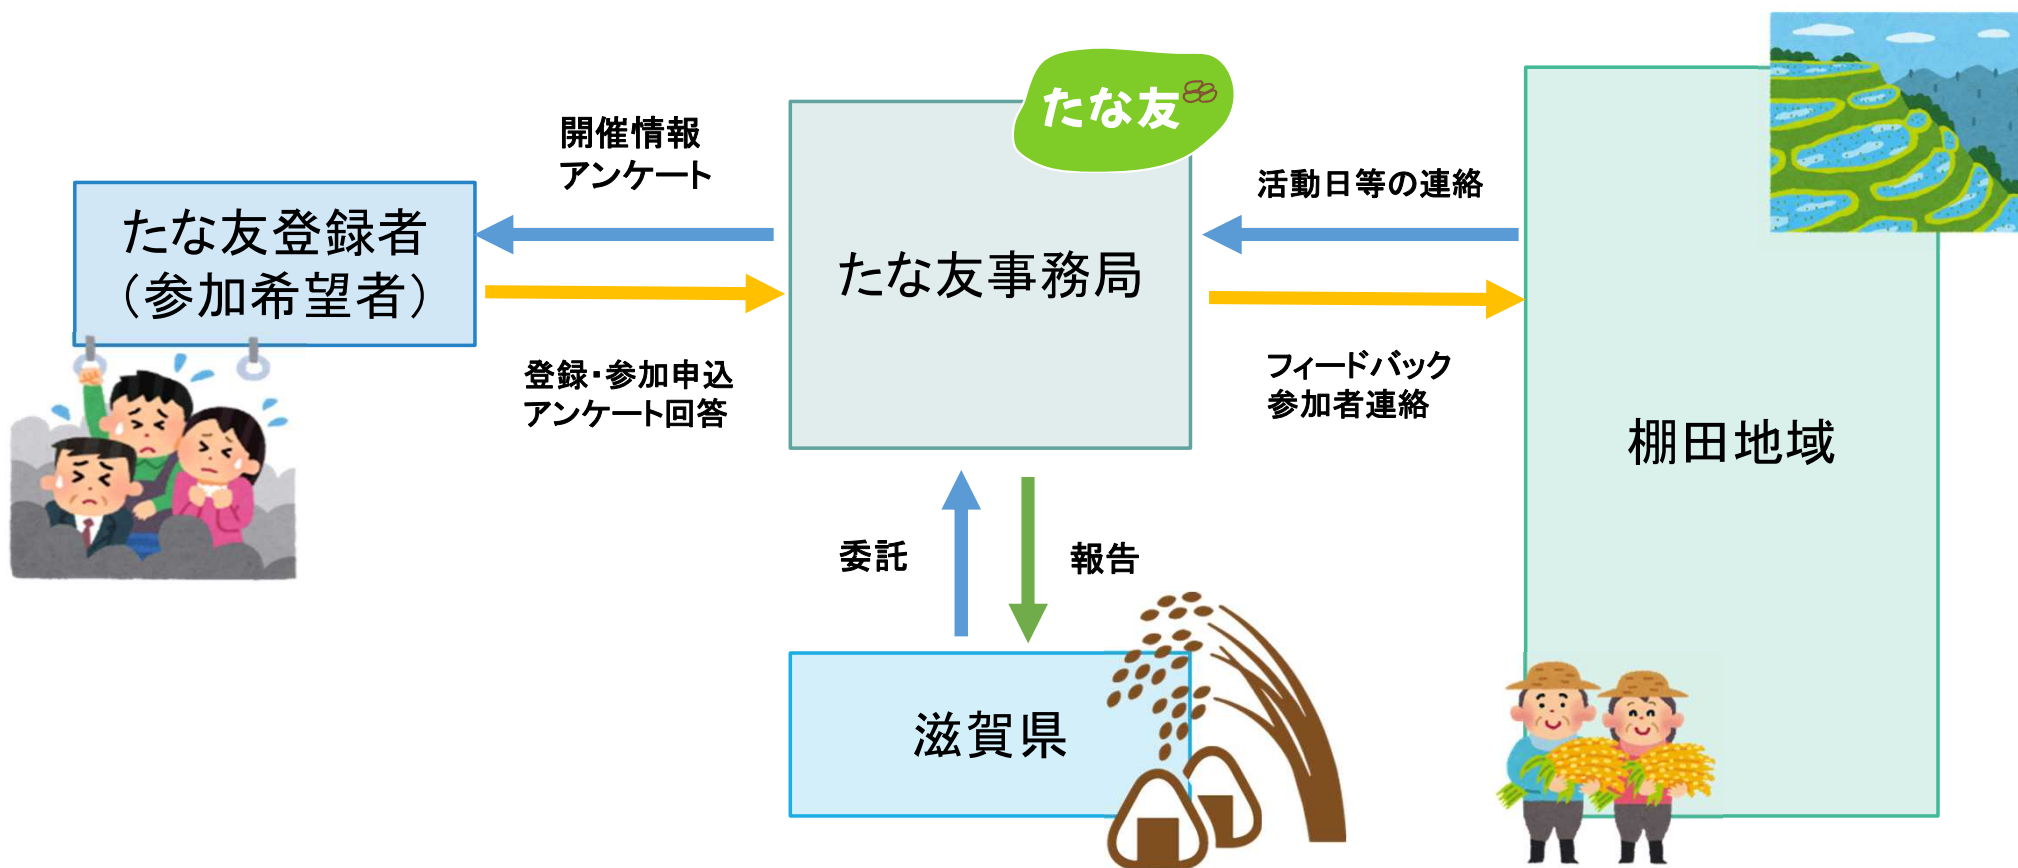 たな友
開催情報
アンケート
活動日等の連絡
たな友登録者
（参加希望者）
たな友事務局
登録・参加申込
アンケート回答
フィードバック
参加者連絡
棚田地域
委託
報告
滋賀県